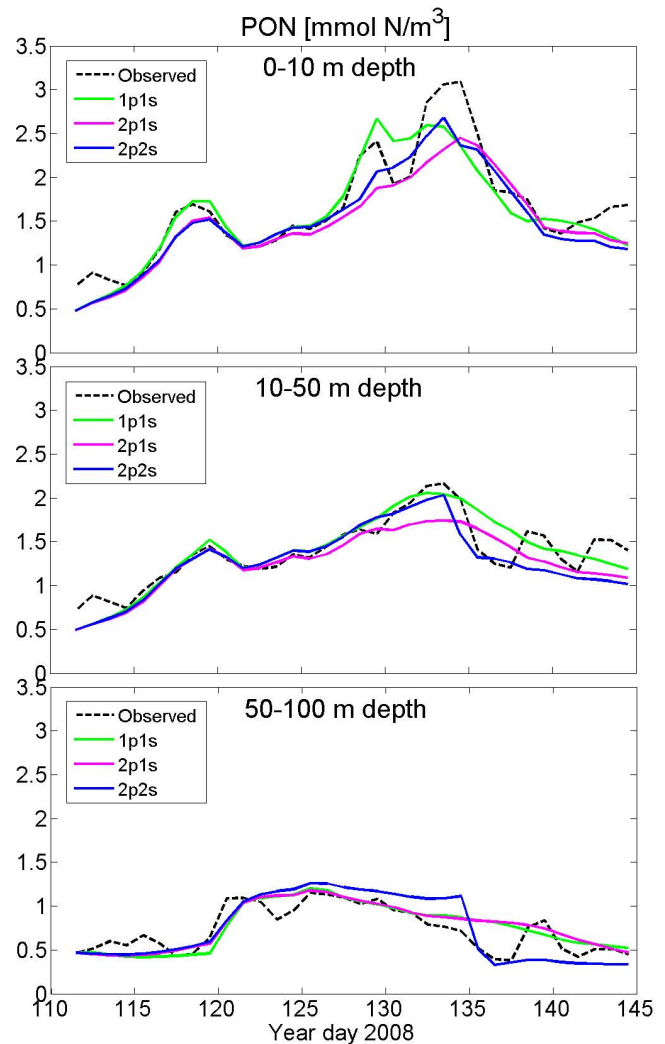 PON [mmol N/m³]
3.5
3
2.5
2
1.5
1
0.5
0
0-10 m depth
Observed
1p1s
2p1s
2p2s
3.5
3
2.5
2
1.5
1
0.5
0
10-50 m depth
Observed
1p1s
2p1s
2p2s
3.5
3
2.5
2
1.5
1
0.5
0
50-100 m depth
Observed
1p1s
2p1s
2p2s
110 115 120 125 130 135 140 145
Year day 2008